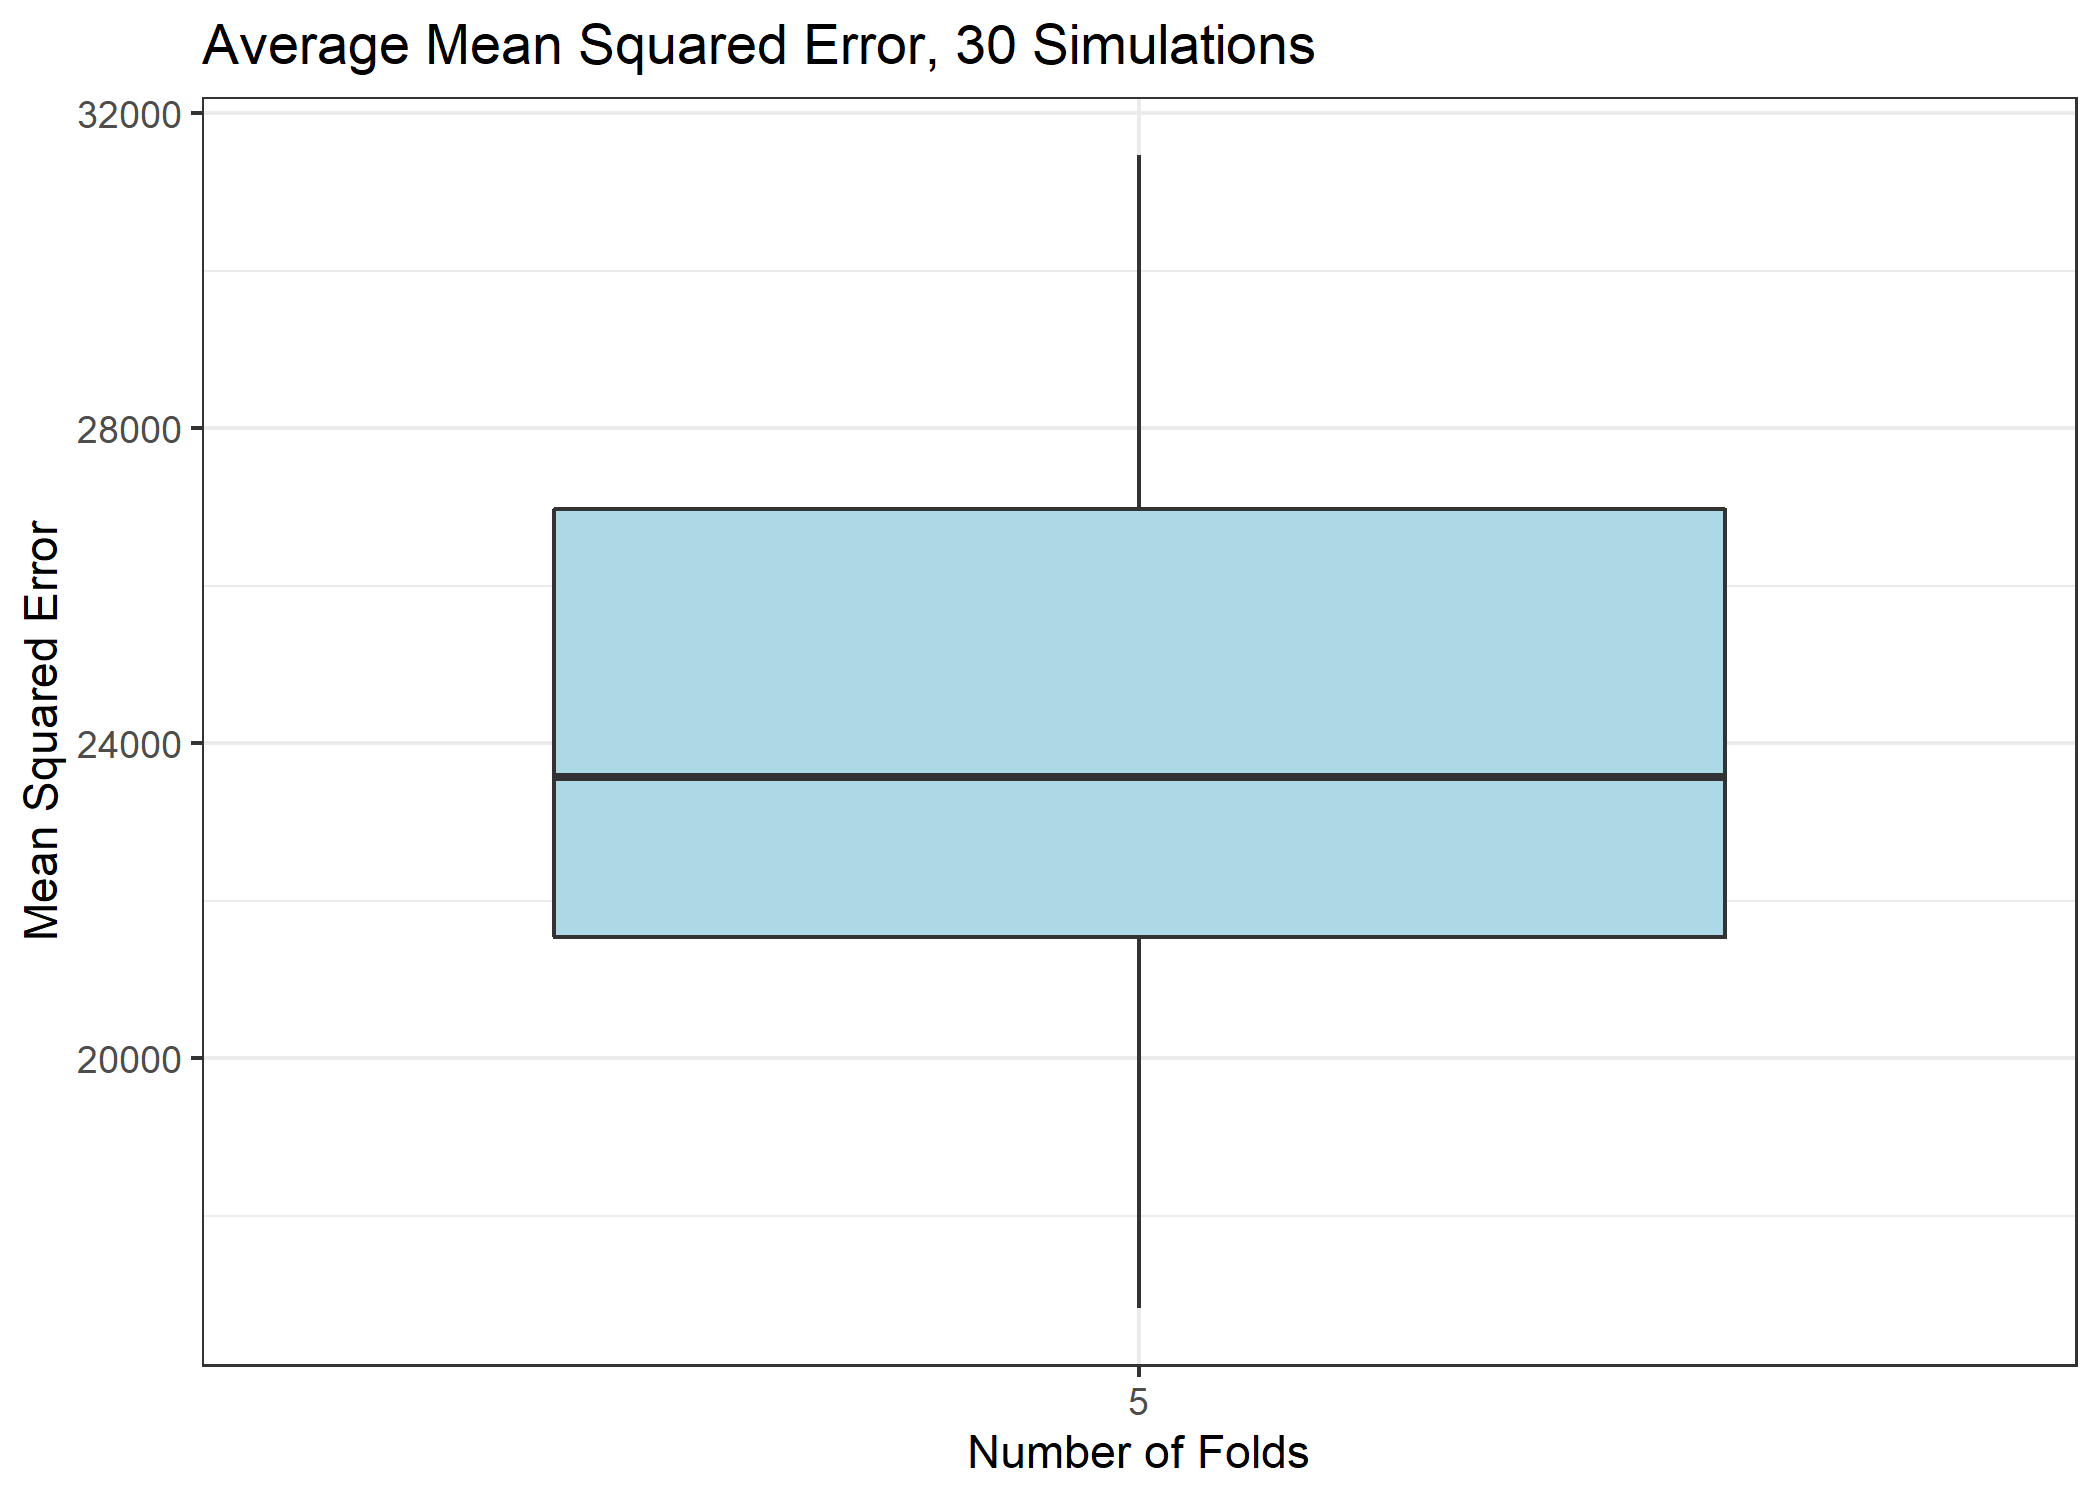 Average Mean Squared Error, 30 Simulations
32000
28000
24000
20000
Mean Squared Error
5
Number of Folds